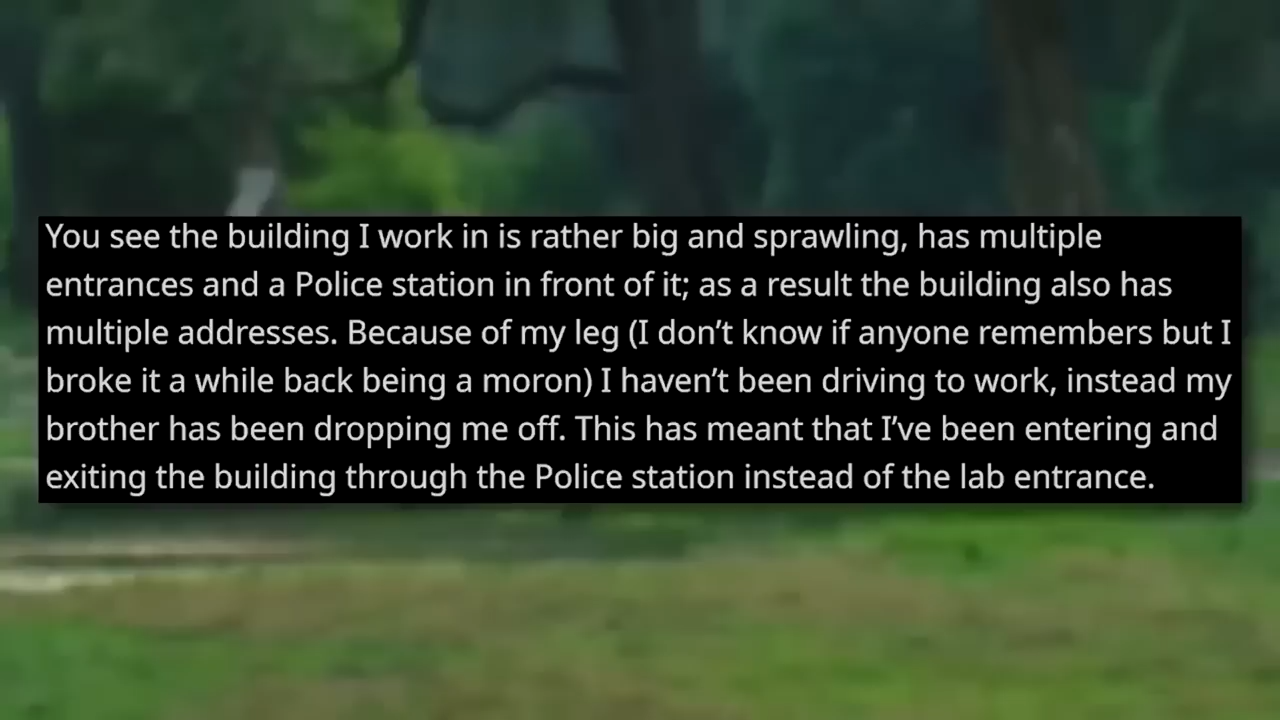 You see the building I work in is rather big and sprawling, has multiple
entrances and a Police station in front of it; as a result the building also has
multiple addresses. Because of my leg (I don’t know if anyone remembers but I
broke it a while back being a moron) I haven’t been driving to work, instead my
brother has been dropping me off. This has meant that I’ve been entering and
exiting the building through the Police station instead of the lab entrance.